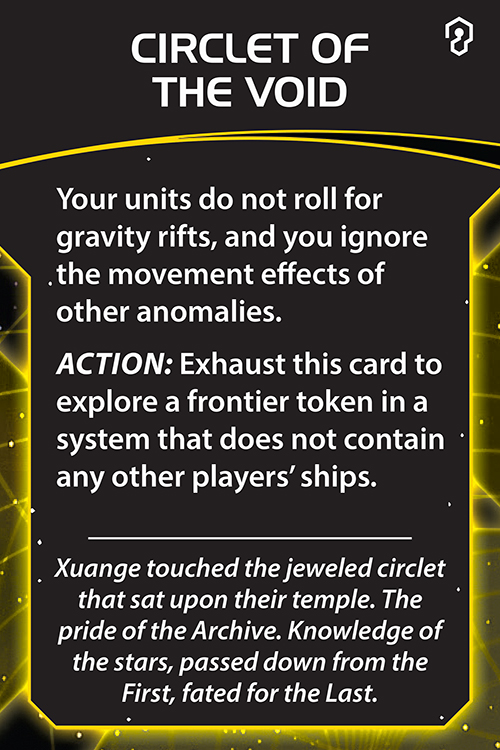 CIRCLET OF
THE VOID
Your units do not roll for
gravity rifts, and you ignore
the movement effects of
other anomalies.
ACTION: Exhaust this card to
explore a frontier token in a
system that does not contain
any other players’ ships.
Xuange touched the jeweled circlet
that sat upon their temple. The
pride of the Archive. Knowledge of
the stars, passed down from the
First, fated for the Last.